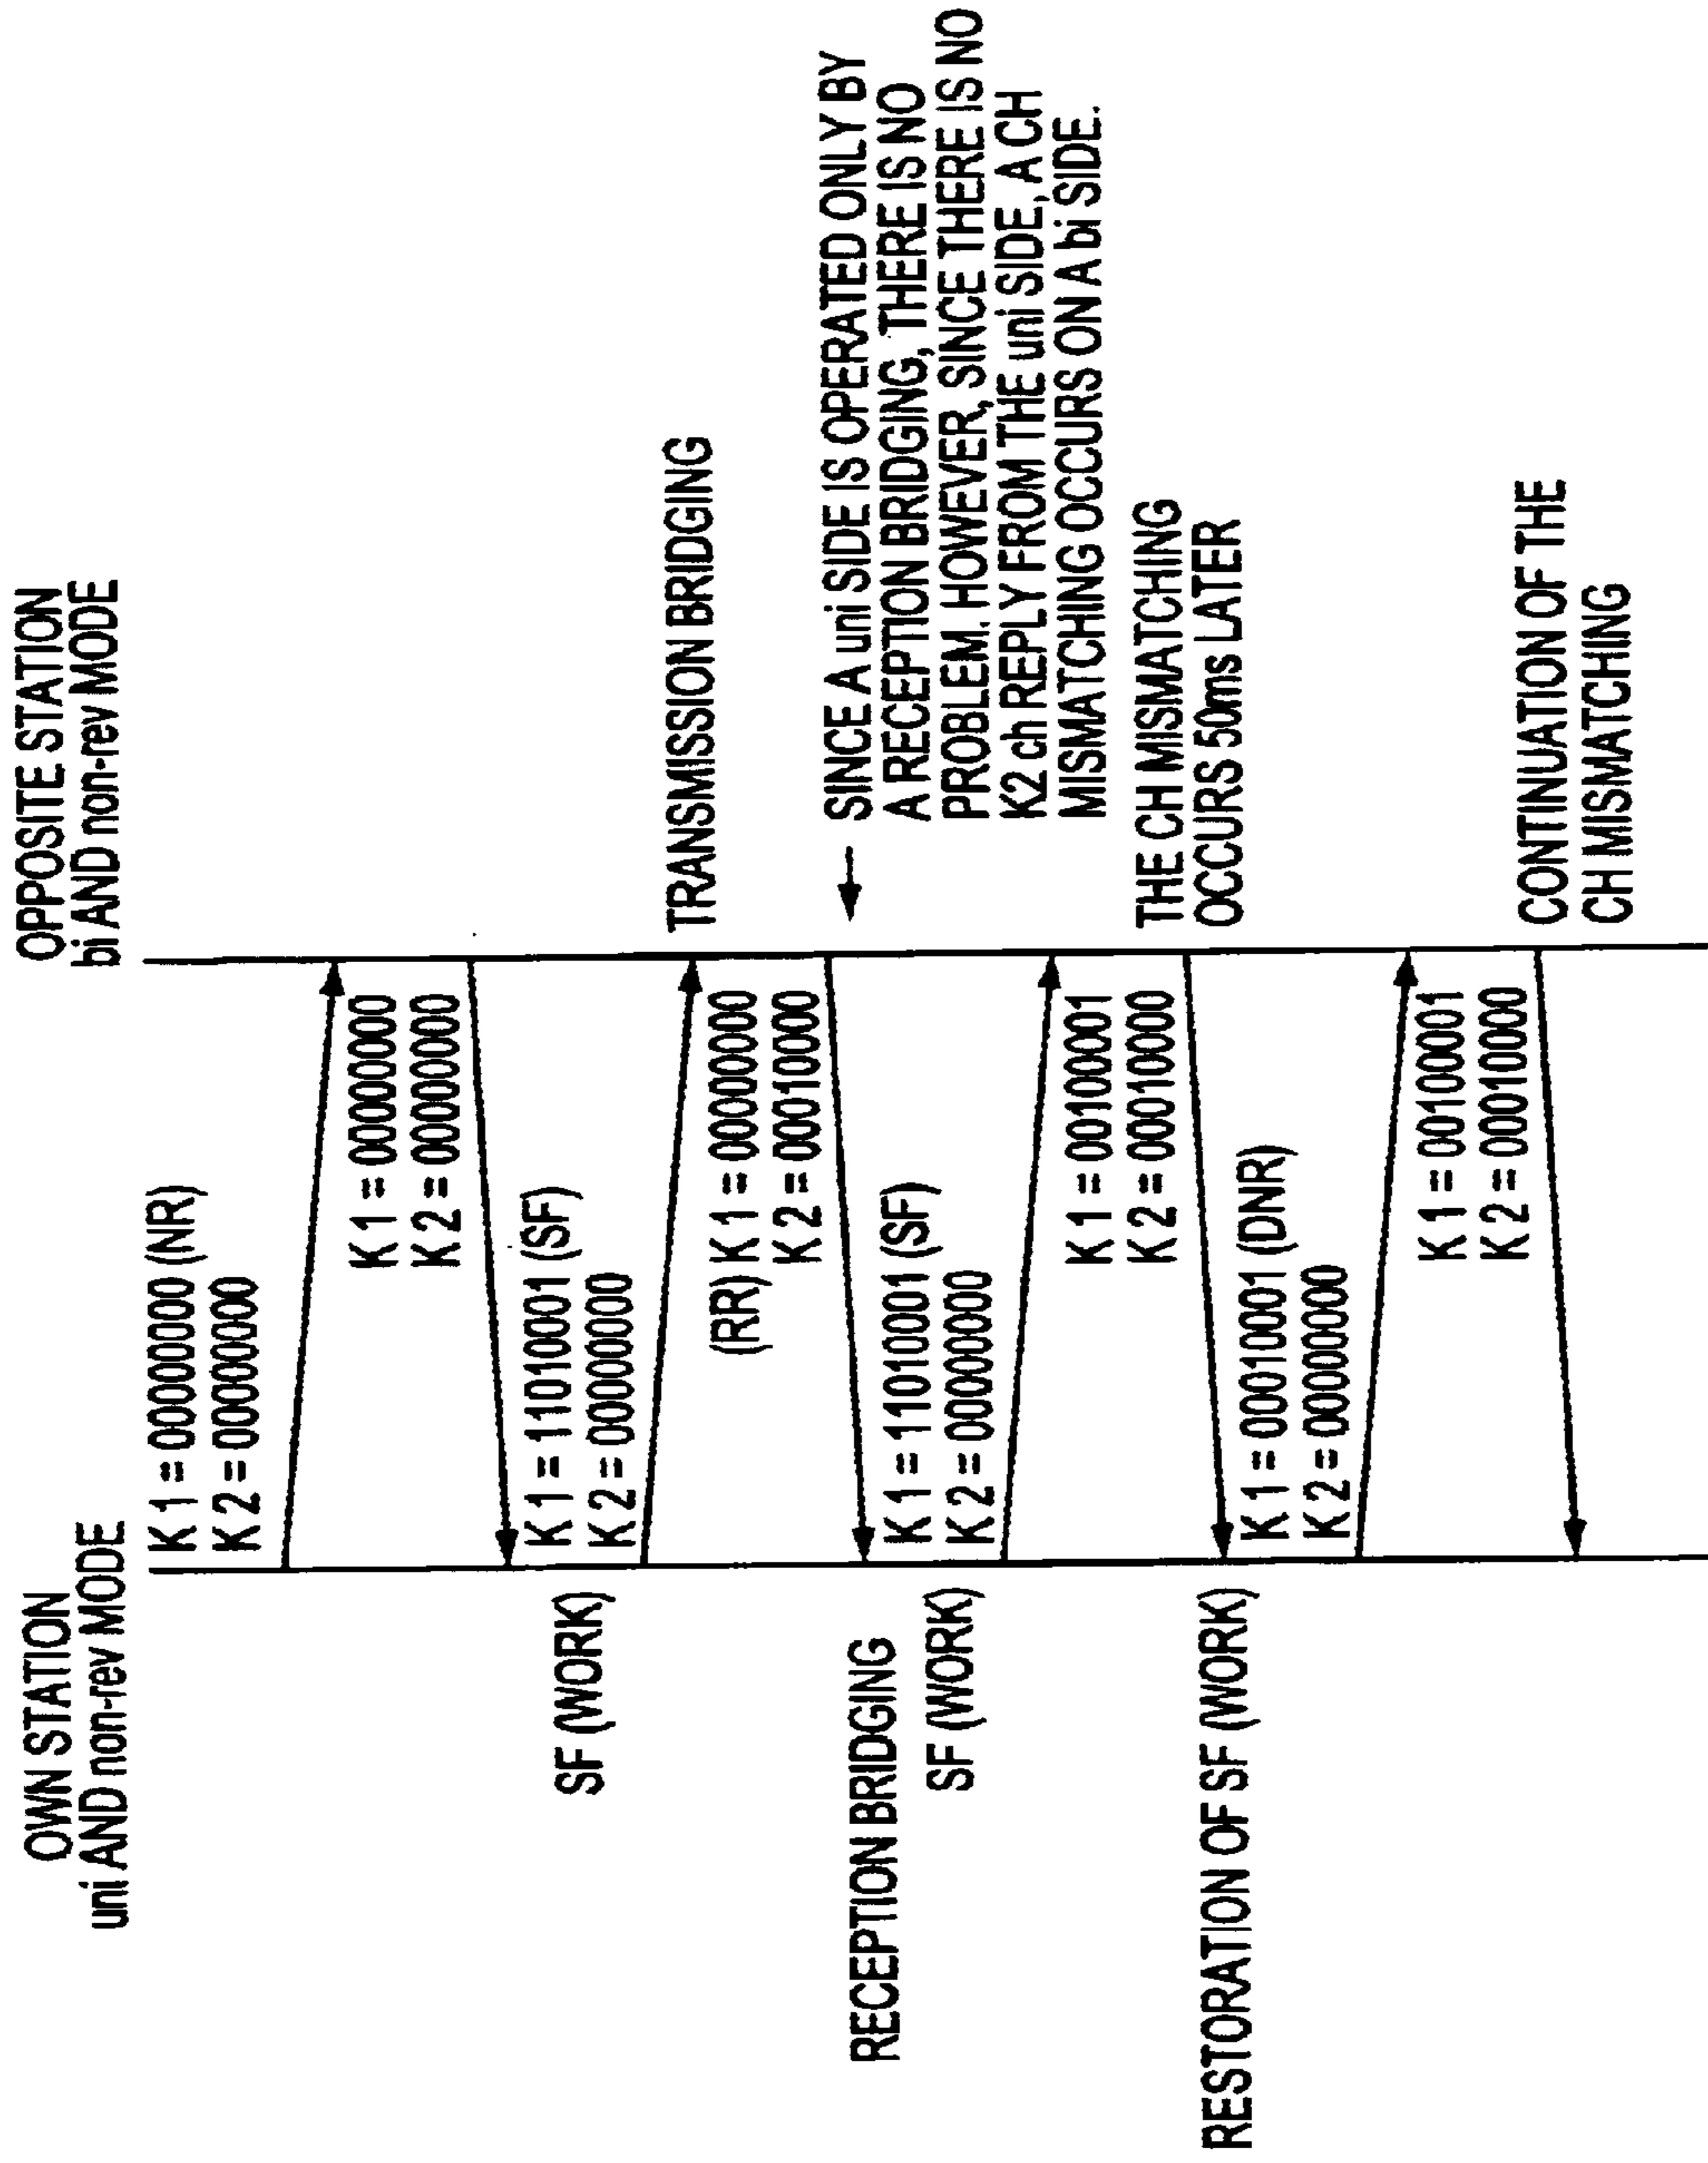 OWN STATION
uni AND non-rev MODE
OPPOSITE STATION
bi AND non-rev MODE
K 1 = 00000000 (NR)
K 2 = 00000000
K 1 = 00000000
K 2 = 00000000
SF (WORK)
K 1 = 11010001 (SF)
K 2 = 00000000
TRANSMISSION BRIDGING
(RR) K 1 = 00000000
K 2 = 00010000
SINCE A uni SIDE IS OPERATED ONLY BY
A RECEPTION BRIDGING, THERE IS NO
PROBLEM. HOWEVER, SINCE THERE IS NO
K2 ch REPLY FROM THE uni SIDE, A CH
MISMATCHING OCCURS ON A bi SIDE.
RECEPTION BRIDGING
SF (WORK)
K 1 = 11010001 (SF)
K 2 = 00000000
K 1 = 00100001
K 2 = 00010000
THE CH MISMATCHING
OCCURS 50ms LATER
RESTORATION OF SF (WORK)
K 1 = 00010001 (DNR)
K 2 = 00000000
K 1 = 00100001
K 2 = 00010000
CONTINUATION OF THE
CH MISMATCHING